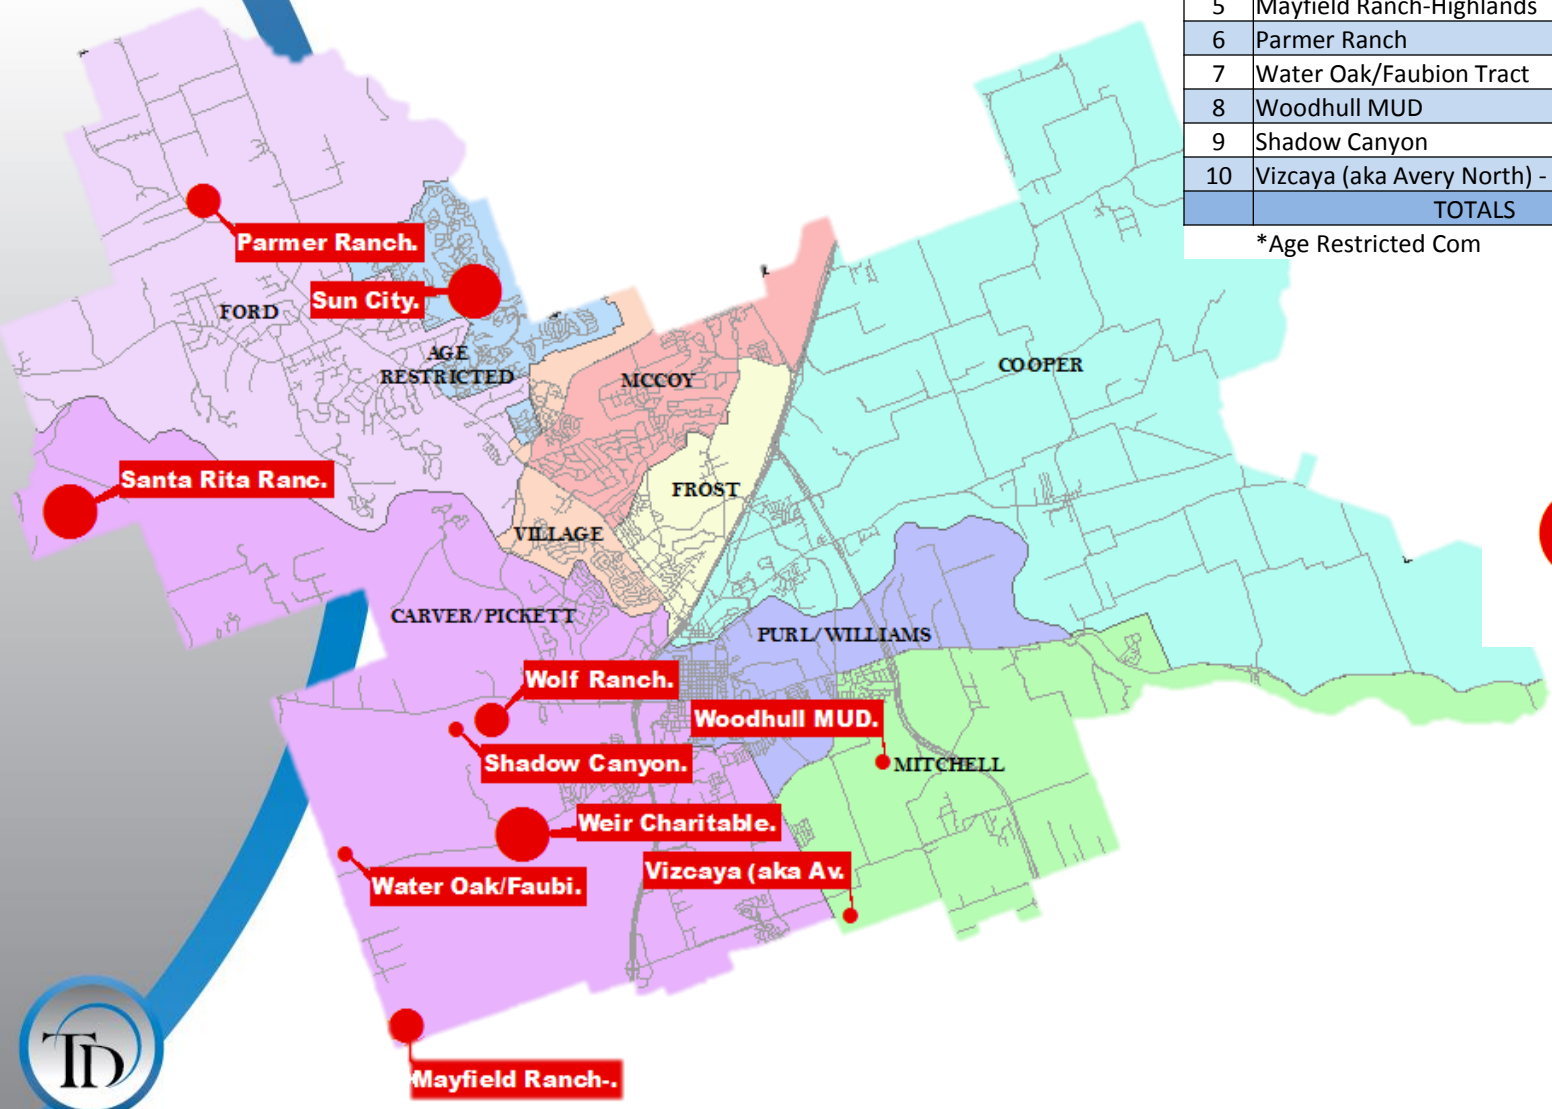 5 Mayfield Ranch-Highlands
6 Parmer Ranch
7 Water Oak/Faubion Tract
8 Woodhull MUD
9 Shadow Canyon
10 Vizcaya (aka Avery North) -
TOTALS
*Age Restricted Com
Parmer Ranch.
Sun City.
FORD
AGE
RESTRICTED
MCCOY
COOPER
Santa Rita Ranc.
FROST
VILLAGE
CARVER/PICKETT
PURL/WILLIAMS
Wolf Ranch.
Woodhull MUD.
Shadow Canyon.
MITCHELL
Weir Charitable.
Vizcaya (aka Av.
Water Oak/Faubi.
Mayfield Ranch-.
TD